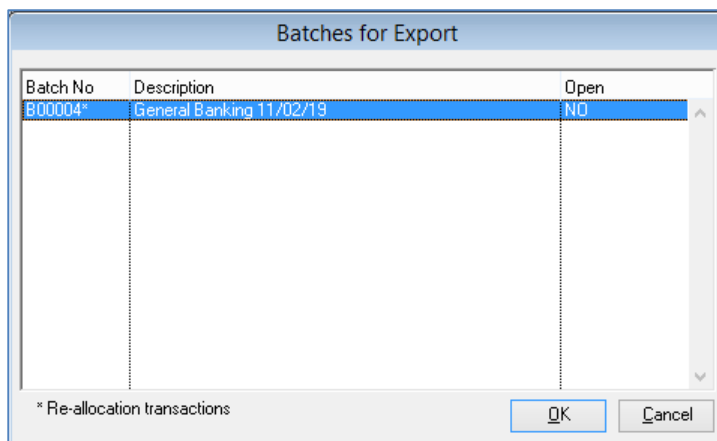 Batches for Export
Batch No Description Open
B00004* General Banking 11/02/19 NO
* Re-allocation transactions
OK Cancel